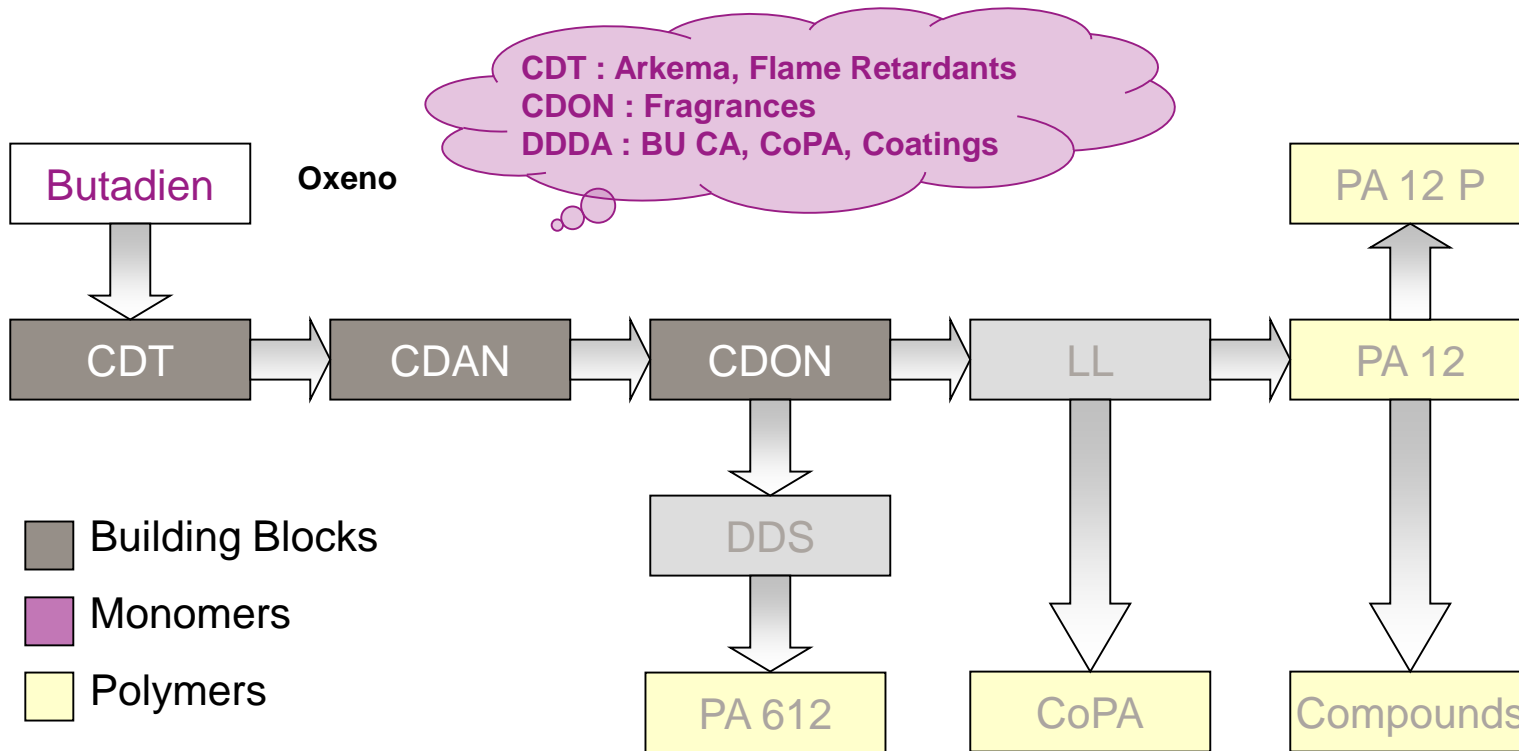 CDT : Arkema, Flame Retardants
CDON : Fragrances
DDDA : BU CA, CoPA, Coatings
Butadien
Oxeno
PA 12 P
CDT
CDAN
CDON
LL
PA 12
DDS
Building Blocks
Monomers
Polymers
PA 612
CoPA
Compounds